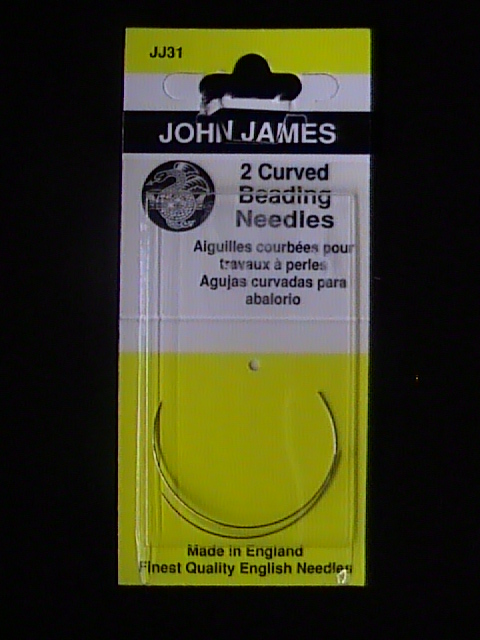 JJ31
JOHN JAMES
2 Curved
Beading
Needles
Aiguilles courbées pour
travaux à perles
Agujas curvadas para
abalorio
Made in England
Finest Quality English Needles